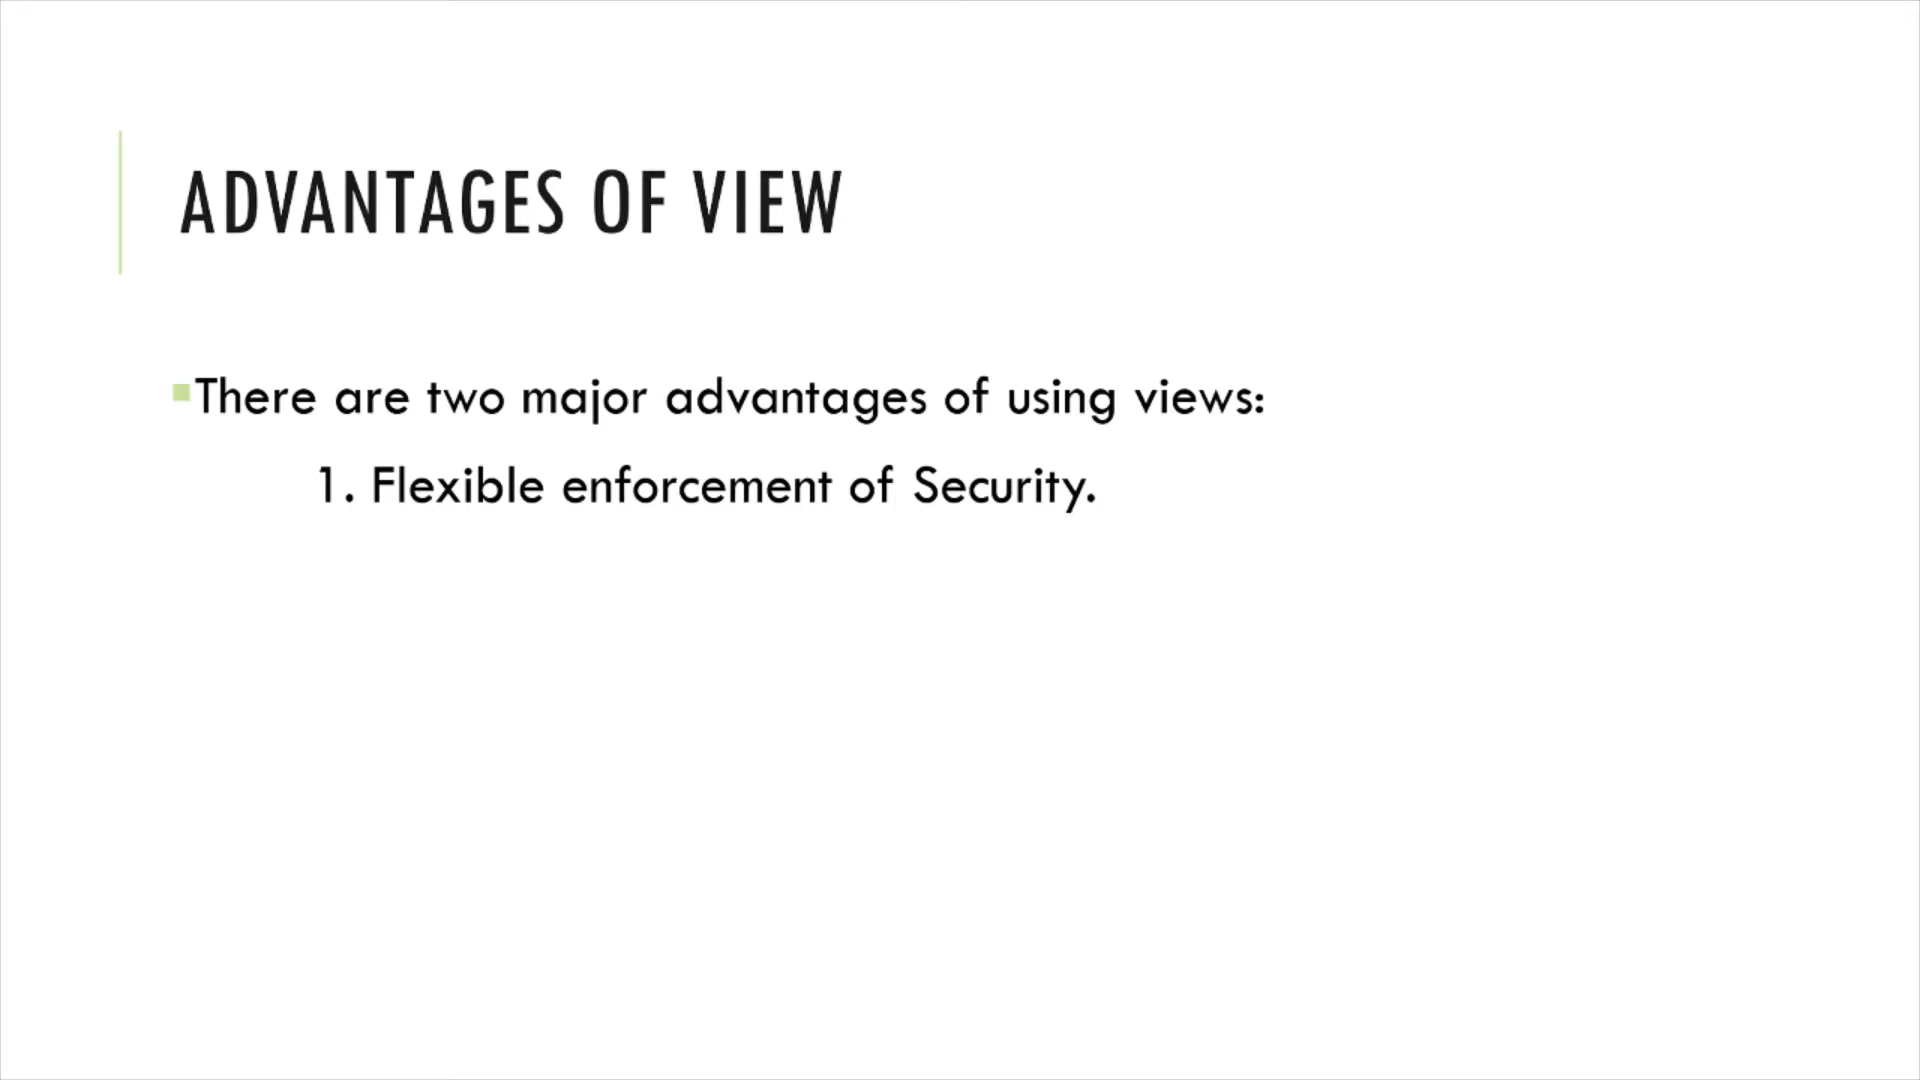 ADVANTAGES OF VIEW
There are two major advantages of using views:
1. Flexible enforcement of Security.